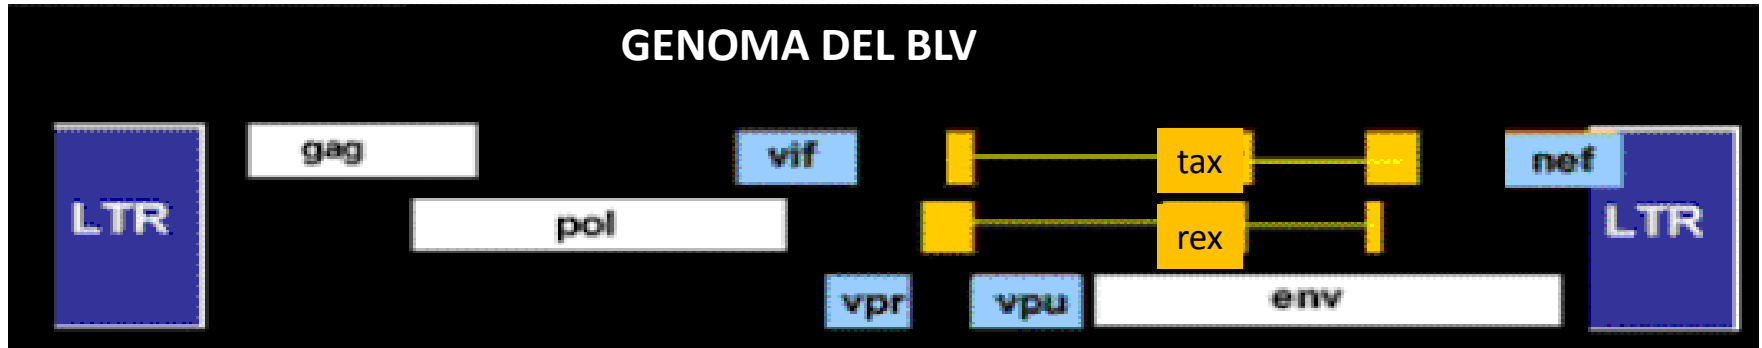 GENOMA DEL BLV
LTR
gag
pol
vif
vpr
vpu
tax
rex
env
nef
LTR